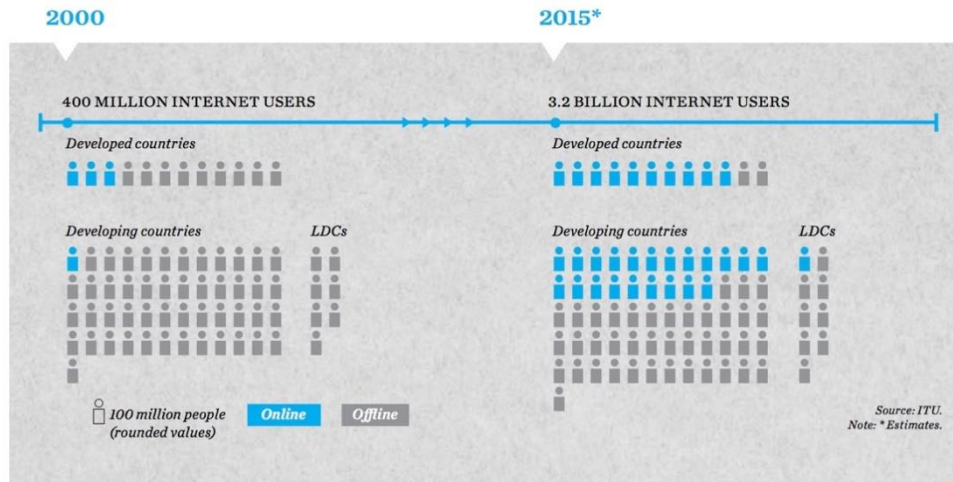 2000
2015*
400 MILLION INTERNET USERS
3.2 BILLION INTERNET USERS
Developed countries
Developed countries
Developing countries
LDCs
Developing countries
LDCs
100 million people
(rounded values)
Online
Offline
Source: ITU.
Note: * Estimates.